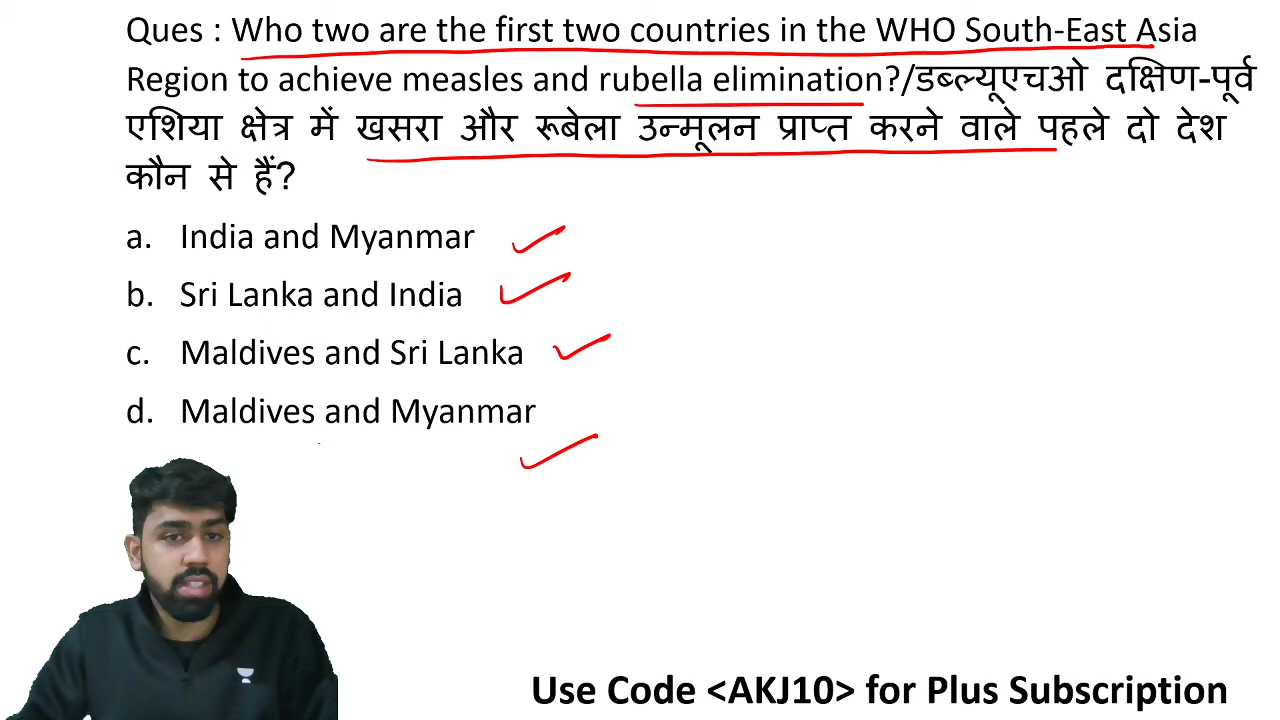 Ques : Who two are the first two countries in the WHO South-East Asia
Region to achieve measles and rubella elimination?/डब्ल्यूएचओ दक्षिण-पूर्व
एशिया क्षेत्र में खसरा और रूबेला उन्मूलन प्राप्त करने वाले पहले दो देश
कौन से हैं?
a. India and Myanmar
b. Sri Lanka and India
c. Maldives and Sri Lanka
d. Maldives and Myanmar
Use Code <AKJ10> for Plus Subscription